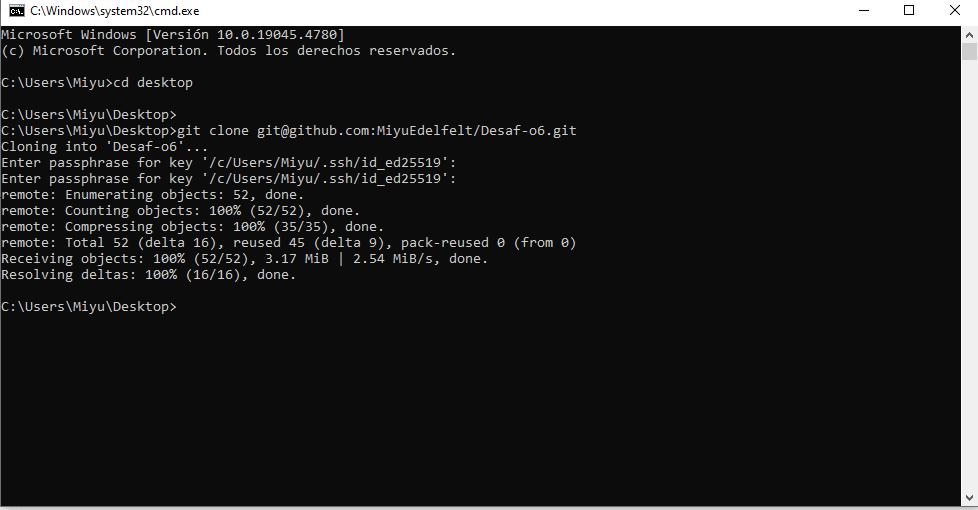 C:\Windows\system32\cmd.exe
Microsoft Windows [Versión 10.0.19045.4780]
(c) Microsoft Corporation. Todos los derechos reservados.
C:\Users\Miyu>cd desktop
C:\Users\Miyu\Desktop>
C:\Users\Miyu\Desktop>git clone git@github.com:MiyuEdelfelt/Desaf-o6.git
Cloning into 'Desaf-o6'...
Enter passphrase for key '/c/Users/Miyu/.ssh/id_ed25519':
Enter passphrase for key '/c/Users/Miyu/.ssh/id_ed25519':
remote: Enumerating objects: 52, done.
remote: Counting objects: 100% (52/52), done.
remote: Compressing objects: 100% (35/35), done.
remote: Total 52 (delta 16), reused 45 (delta 9), pack-reused 0 (from 0)
Receiving objects: 100% (52/52), 3.17 MiB | 2.54 MiB/s, done.
Resolving deltas: 100% (16/16), done.
C:\Users\Miyu\Desktop>